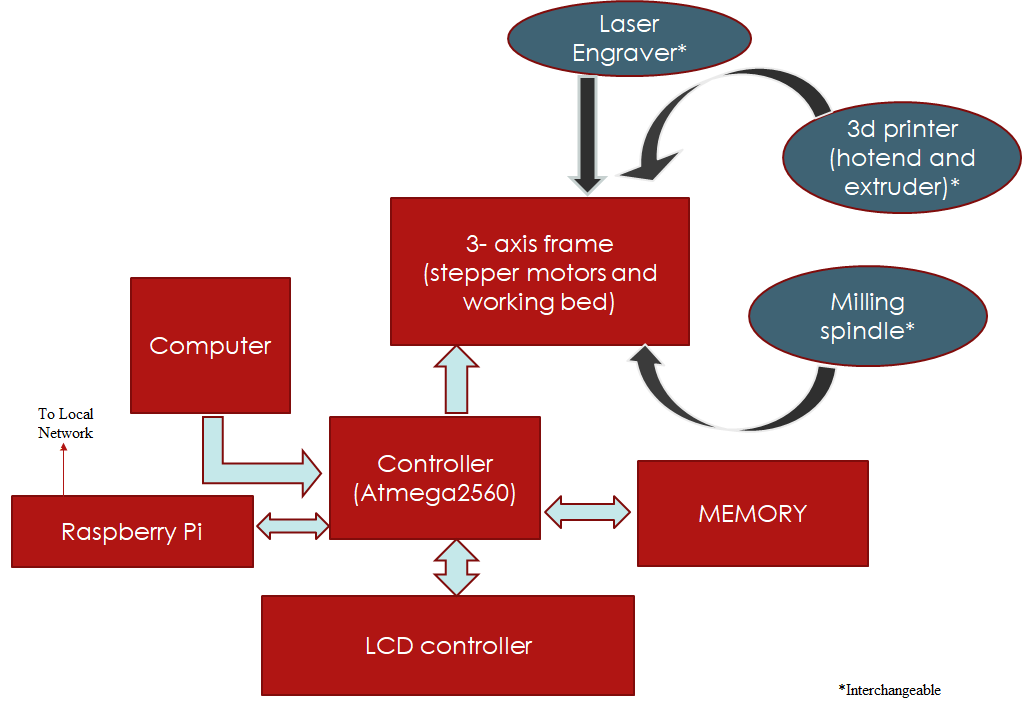 Laser
Engraver*
3d printer
(hotend and
extruder)*
3- axis frame
(stepper motors and
working bed)
Milling
spindle*
Computer
To Local
Network
Controller
(Atmega2560)
MEMORY
Raspberry Pi
LCD controller
*Interchangeable